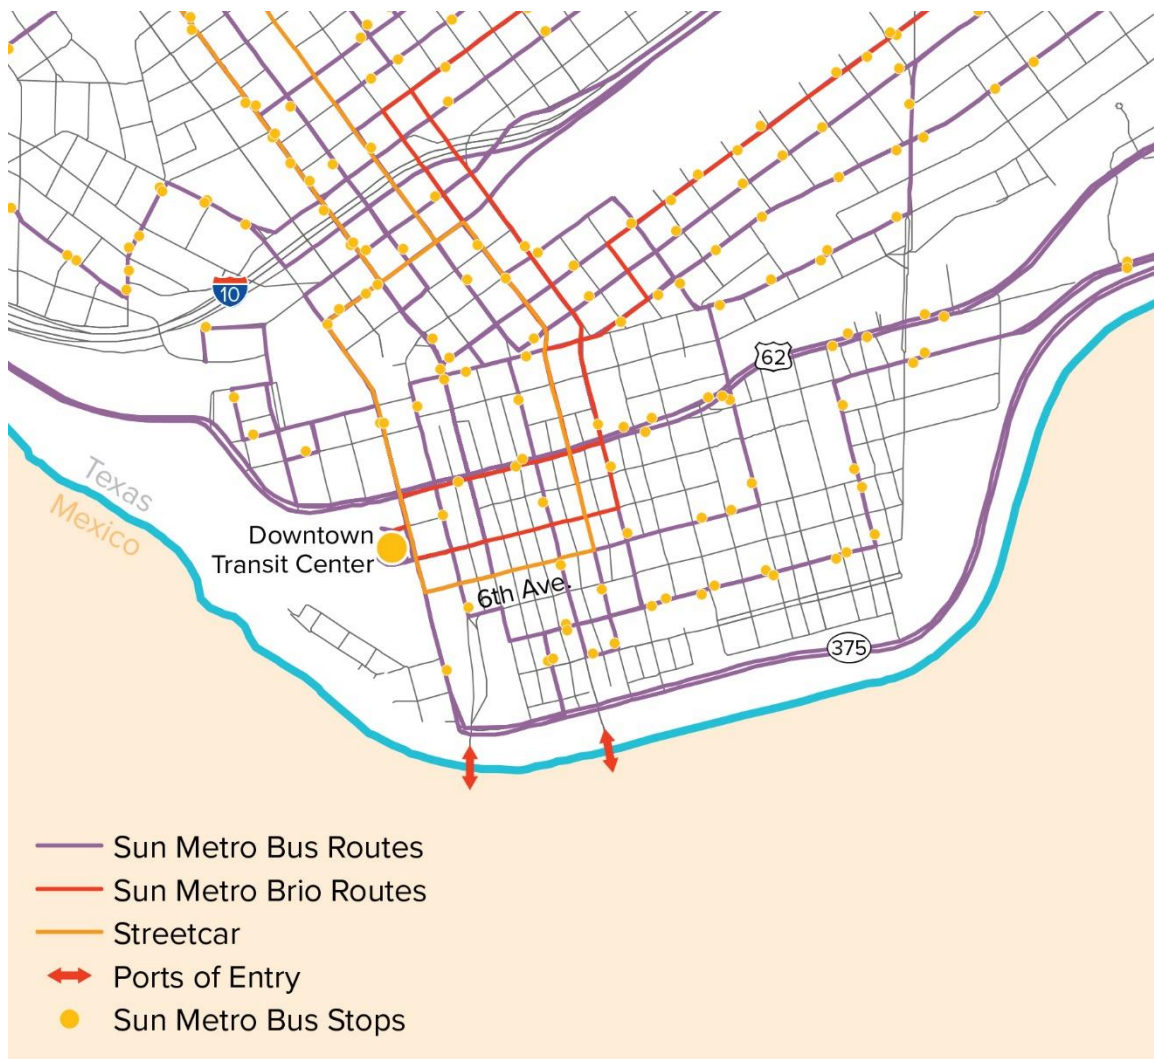 10
62
Texas
Mexico
Downtown
Transit Center
6th Ave.
375
Sun Metro Bus Routes
Sun Metro Brio Routes
Streetcar
Ports of Entry
Sun Metro Bus Stops